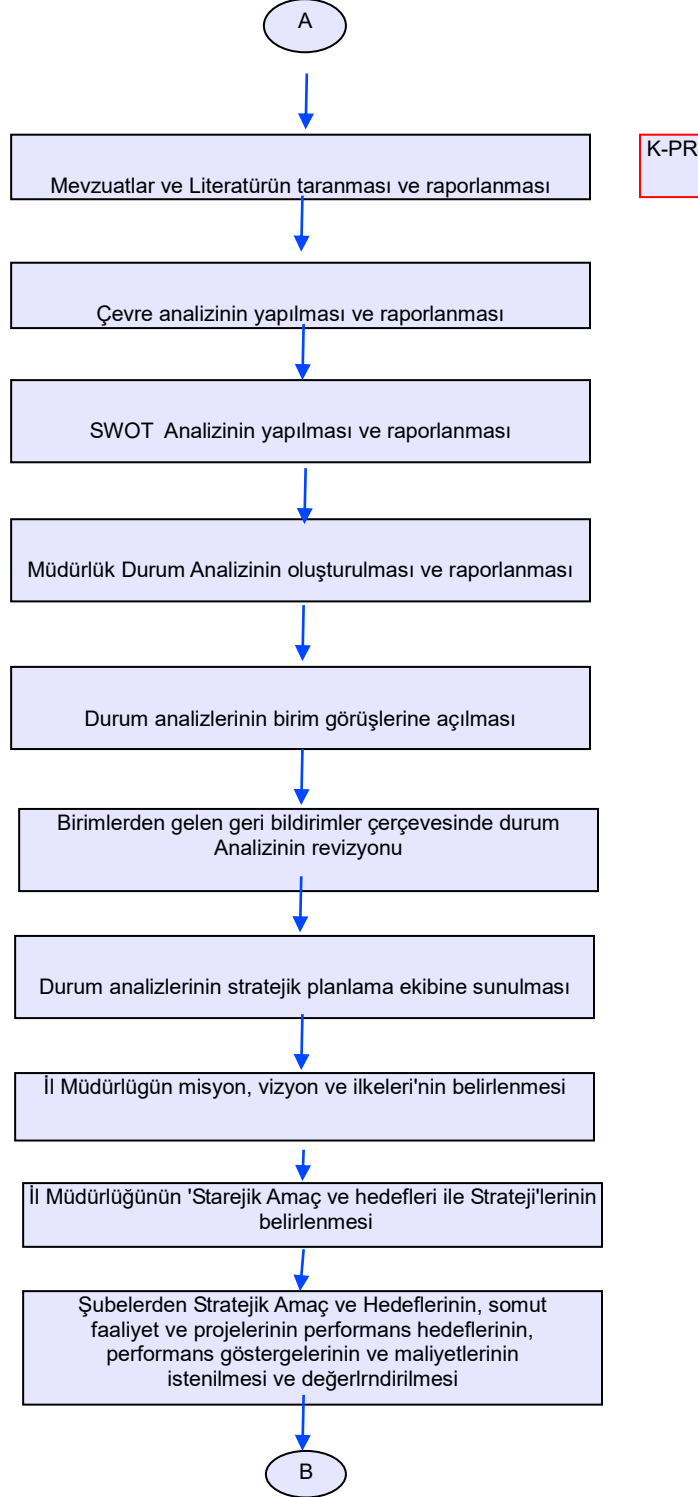 A
Mevzuatlar ve Literatürün taranması ve raporlanması
K-PR
Çevre analizinin yapılması ve raporlanması
SWOT  Analizinin yapılması ve raporlanması
Müdürlük Durum Analizinin oluşturulması ve raporlanması
Durum analizlerinin birim görüşlerine açılması
Birimlerden gelen geri bildirimler çerçevesinde durum
Analizinin revizyonu
Durum analizlerinin stratejik planlama ekibine sunulması
İl Müdürlügün misyon, vizyon ve ilkeleri'nin belirlenmesi
İl Müdürlüğünün 'Starejik Amaç ve hedefleri ile Strateji'lerinin
belirlenmesi
Şubelerden Stratejik Amaç ve Hedeflerinin, somut
faaliyet ve projelerinin performans hedeflerinin,
performans göstergelerinin ve maliyetlerinin
istenilmesi ve değerlrndirilmesi
B